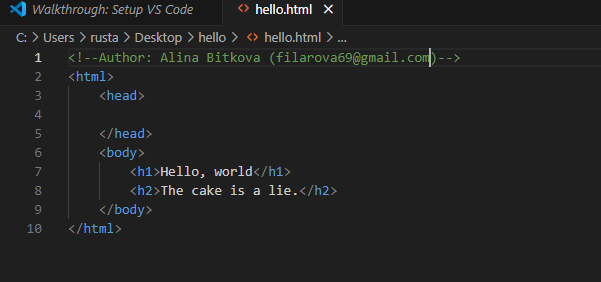 Walkthrough: Setup VS Code
hello.html
C: > Users > rusta > Desktop > hello > hello.html > ...
1 <!--Author: Alina Bitkova (filarova69@gmail.com)-->
2 <html>
3 <head>
4
5 </head>
6 <body>
7 <h1>Hello, world</h1>
8 <h2>The cake is a lie.</h2>
9 </body>
10 </html>